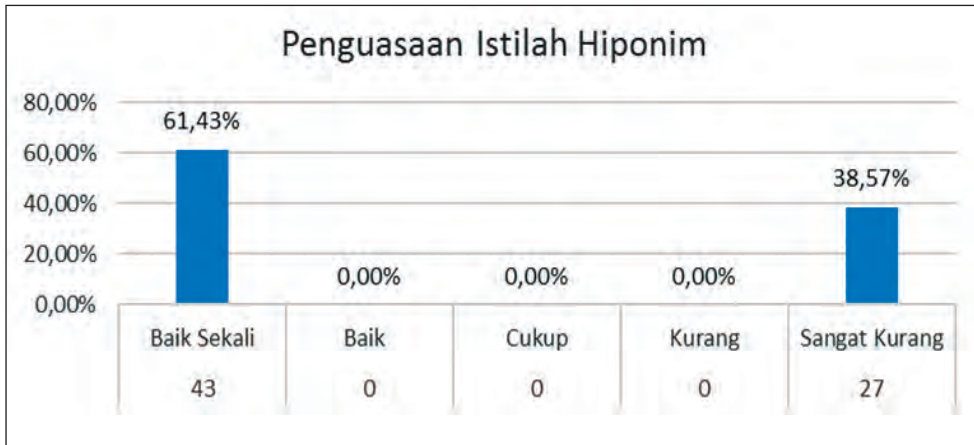 Penguasaan Istilah Hiponim
80,00%
61,43%
60,00%
38,57%
40,00%
20,00%
0,00% 0,00% 0,00%
0,00%
Baik Sekali Baik Cukup Kurang Sangat Kurang
43 0 0 0 27